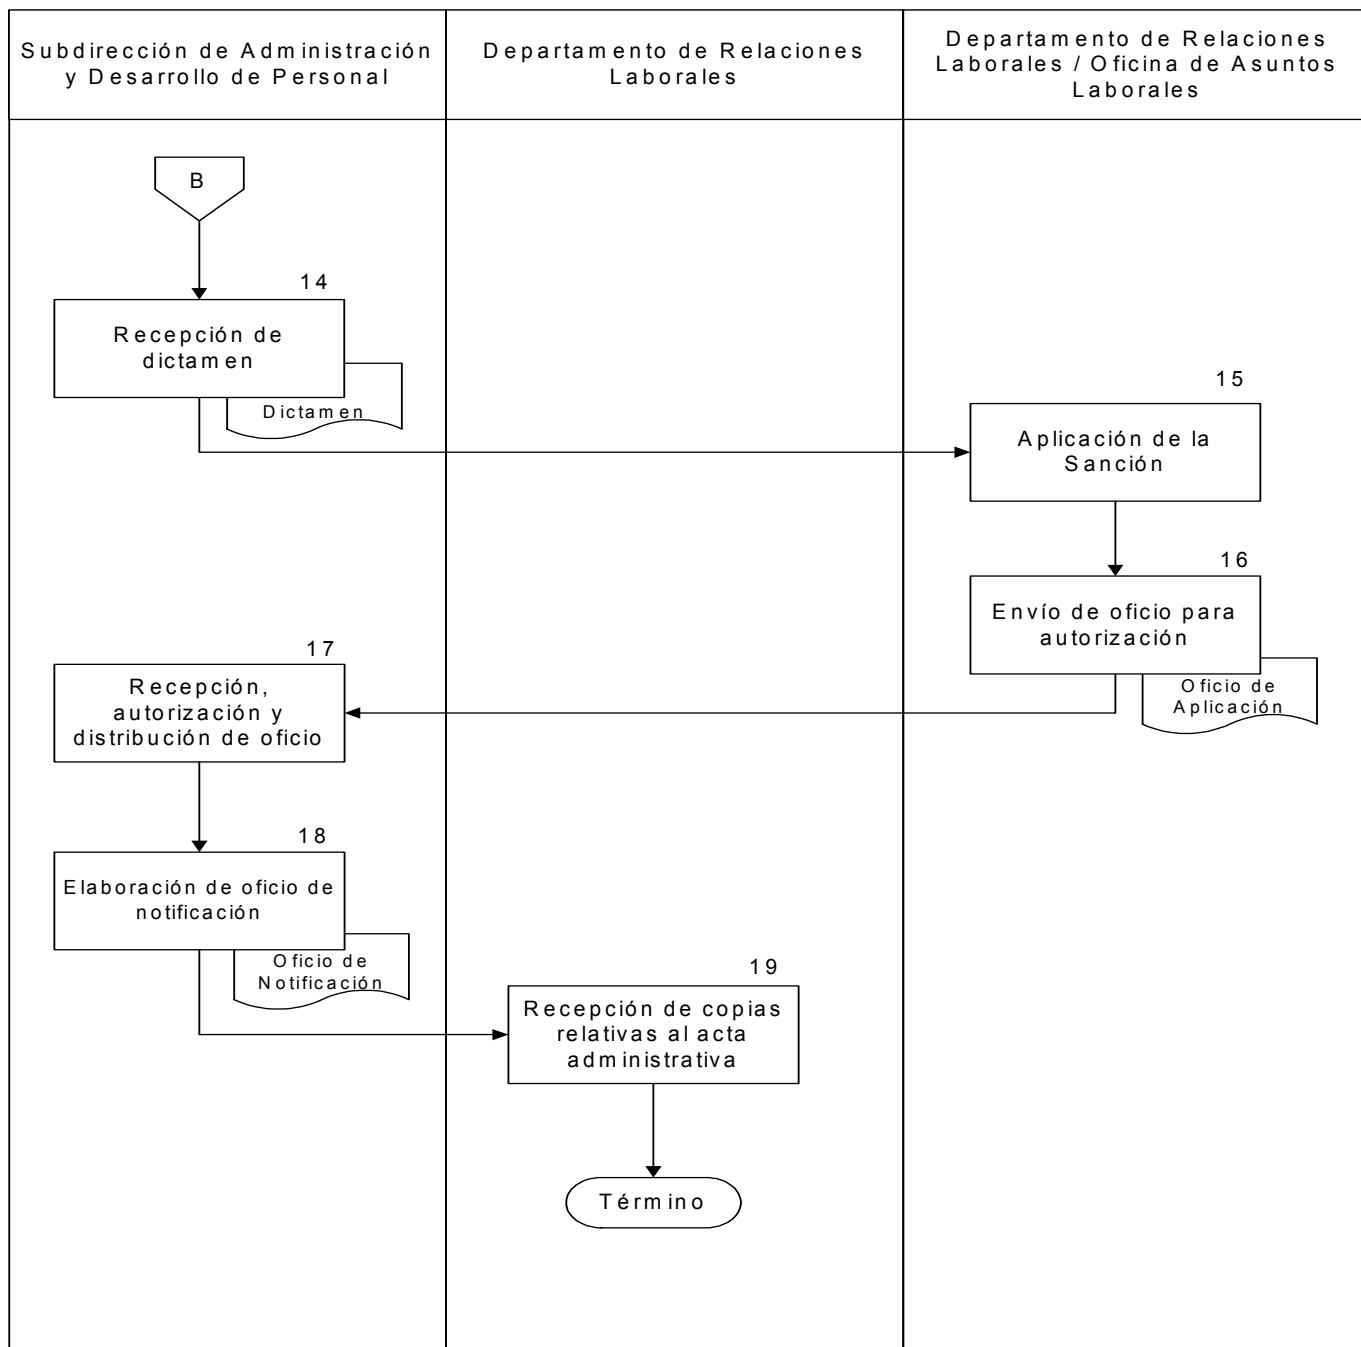 Subdirección de Administración
y Desarrollo de Personal
Departamento de Relaciones
Laborales
Departamento de Relaciones
Laborales / Oficina de Asuntos
Laborales
B
14
Recepción de
dictamen
Dictamen
15
Aplicación de la
Sanción
16
Envío de oficio para
autorización
Oficio de
Aplicación
17
Recepción,
autorización y
distribución de oficio
18
Elaboración de oficio de
notificación
Oficio de
Notificación
19
Recepción de copias
relativas al acta
administrativa
Término